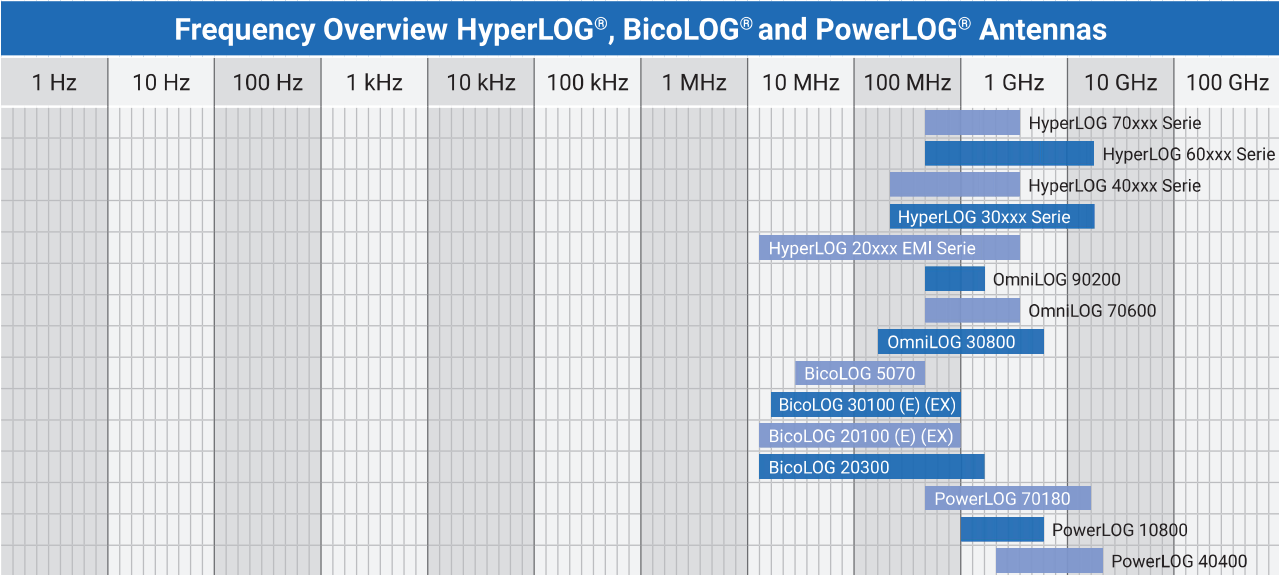 Frequency Overview HyperLOG®, BicoLOG® and PowerLOG® Antennas
1 Hz 10 Hz 100 Hz 1 kHz 10 kHz 100 kHz 1 MHz 10 MHz 100 MHz 1 GHz 10 GHz 100 GHz
HyperLOG 70xxx Serie
HyperLOG 60xxx Serie
HyperLOG 40xxx Serie
HyperLOG 30xxx Serie
HyperLOG 20xxx EMI Serie
OmniLOG 90200
OmniLOG 70600
OmniLOG 30800
BicoLOG 5070
BicoLOG 30100 (E) (EX)
BicoLOG 20100 (E) (EX)
BicoLOG 20300
PowerLOG 70180
PowerLOG 10800
PowerLOG 40400